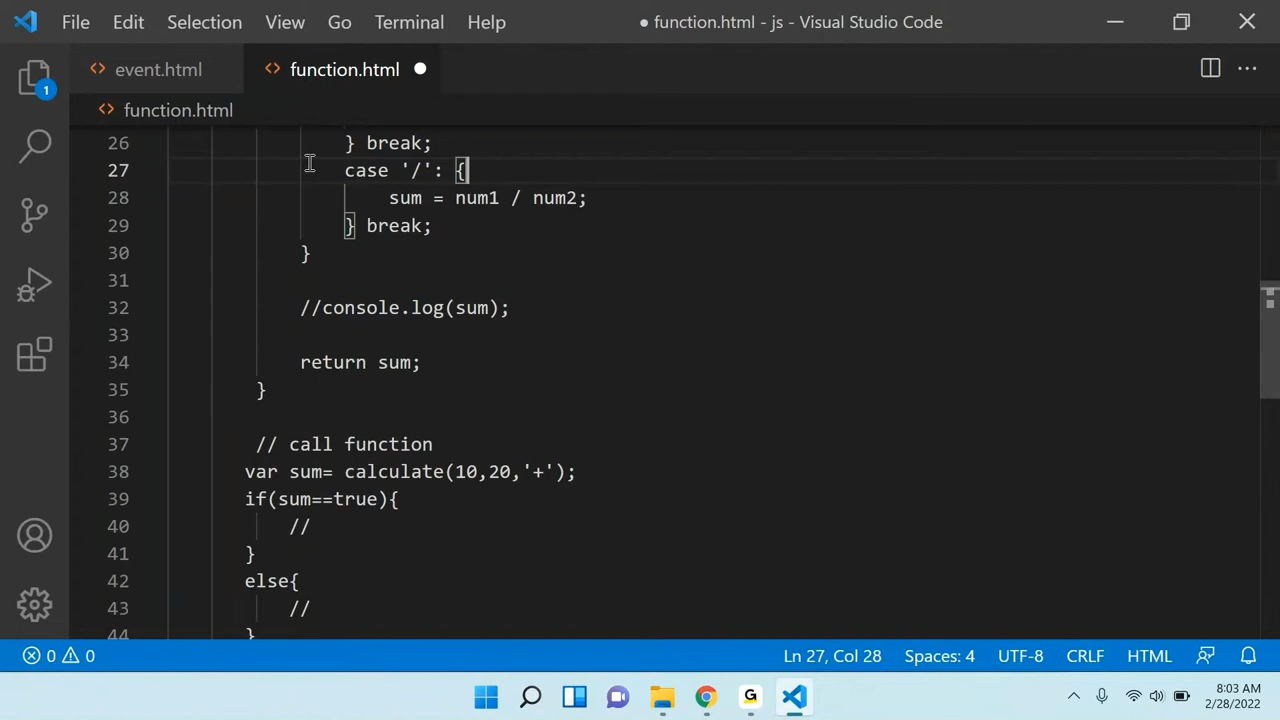 File Edit Selection View Go Terminal Help ● function.html - js - Visual Studio Code
event.html function.html
function.html
26 } break;
27 case '/': {
28 sum = num1 / num2;
29 } break;
30 }
31
32 //console.log(sum);
33
34 return sum;
35 }
36
37 // call function
38 var sum= calculate(10,20,'+');
39 if(sum==true){
40 //
41 }
42 else{
43 //
44 }
1
0 0 Ln 27, Col 28 Spaces: 4 UTF-8 CRLF HTML
G
8:03 AM
2/28/2022